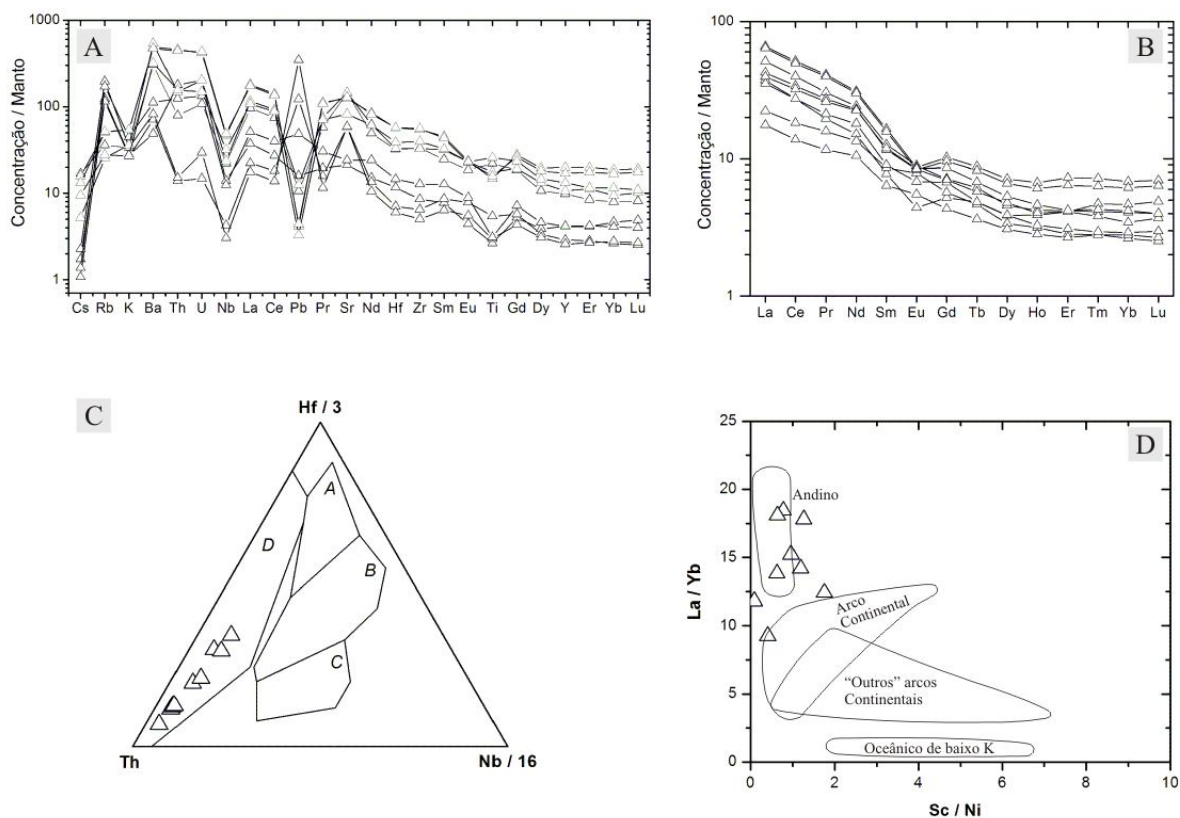 A
Concentração / Manto
1000
100
10
1
Cs Rb K Ba Th U Nb La Ce Pb Pr Sr Nd Hf Zr Sm Eu Ti Gd Dy Y Er Yb Lu
B
Concentração / Manto
100
10
1
La Ce Pr Nd Sm Eu Gd Tb Dy Ho Er Tm Yb Lu
C
Hf / 3
A
D
B
C
Th
Nb / 16
D
La / Yb
25
20
15
10
5
0
Andino
Arco
Continental
“Outros” arcos
Continentais
Oceânico de baixo K
0 2 4 6 8 10
Sc / Ni